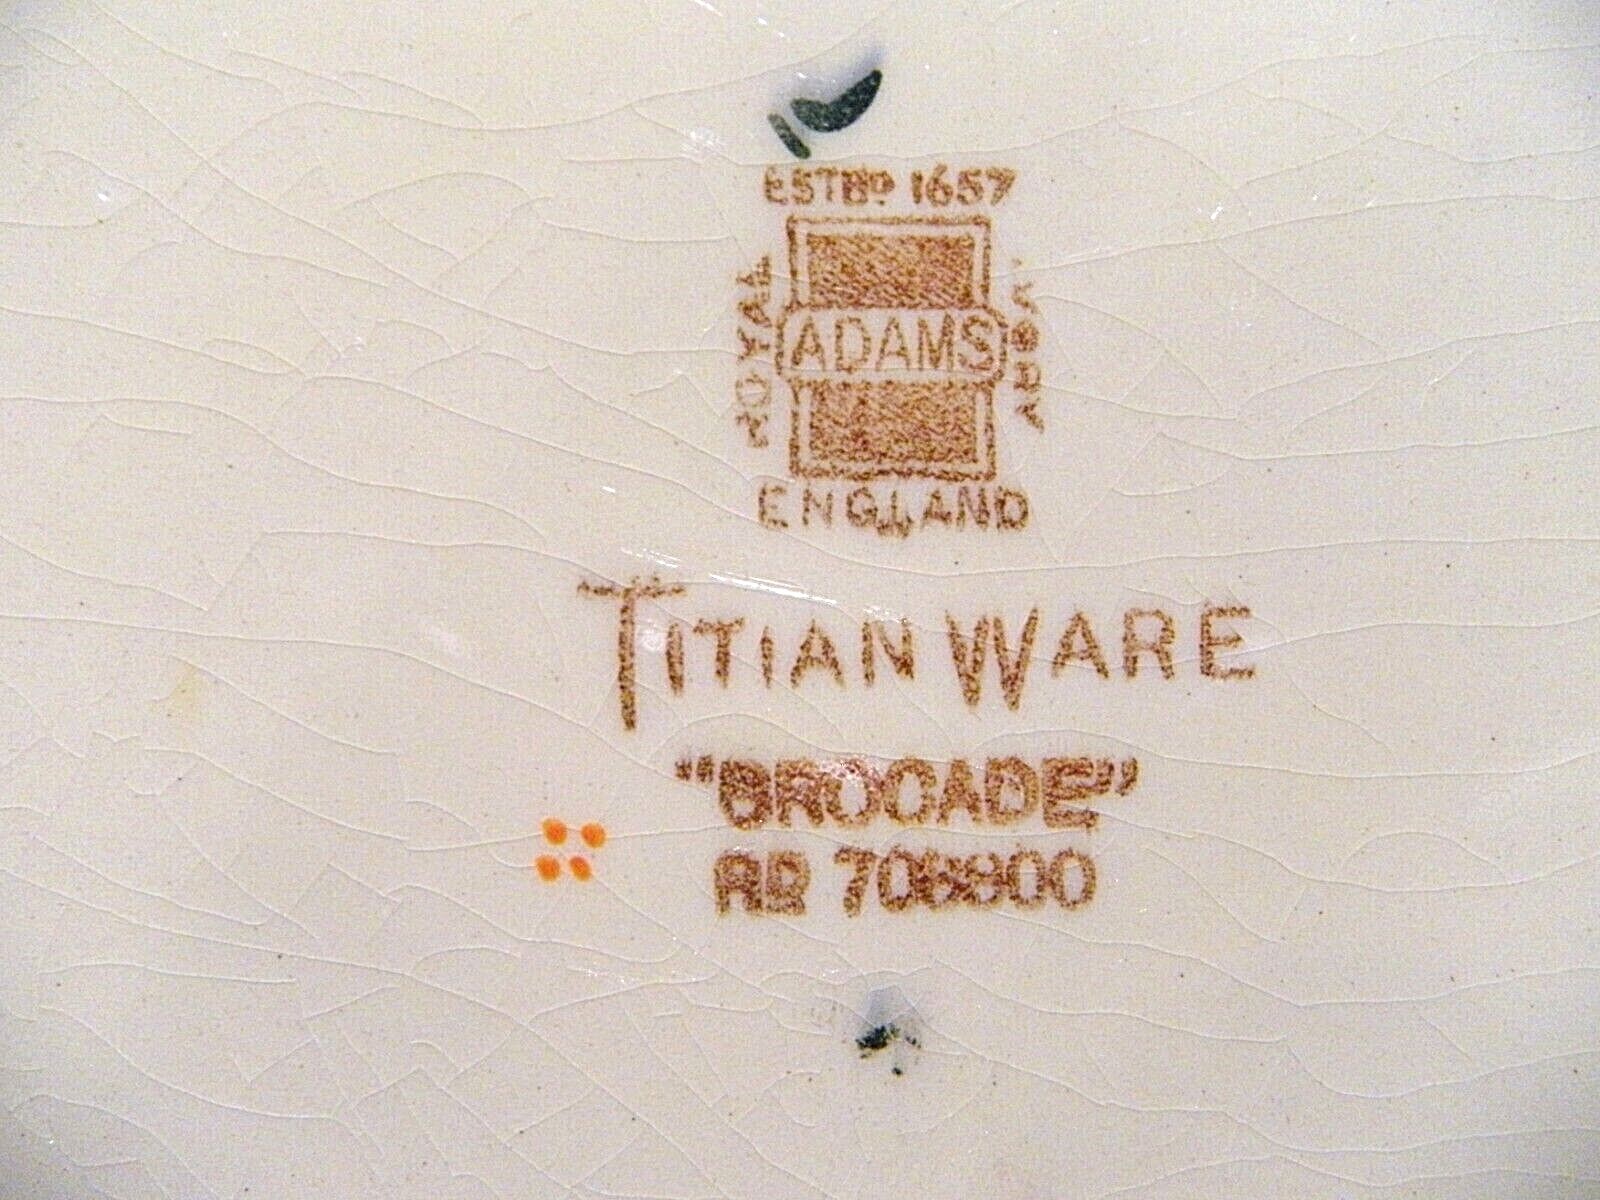 ESTBD. 1657
ROYAL
ADAMS
IVORY
ENGLAND
TITIAN WARE
"BROCADE"
RD 706800